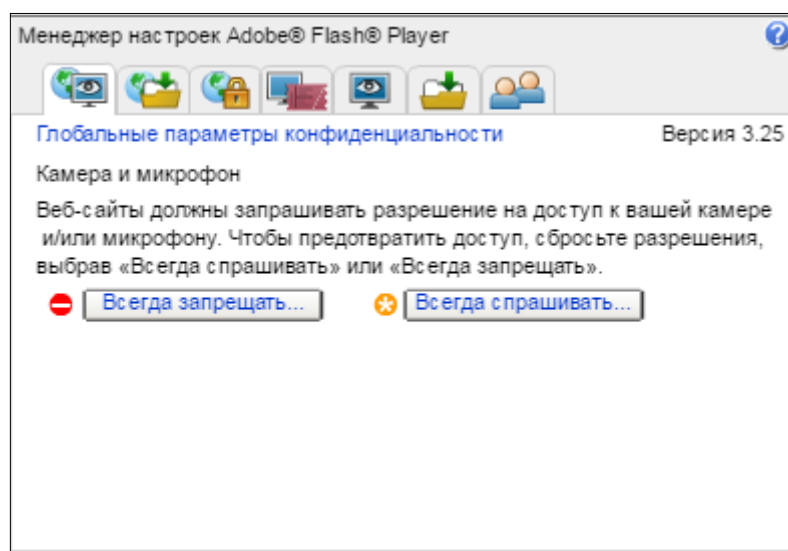 Менеджер настроек Adobe® Flash® Player
Глобальные параметры конфиденциальности Версия 3.25
Камера и микрофон
Веб-сайты должны запрашивать разрешение на доступ к вашей камере
и/или микрофону. Чтобы предотвратить доступ, сбросьте разрешения,
выбрав «Всегда спрашивать» или «Всегда запрещать».
Всегда запрещать... Всегда спрашивать...